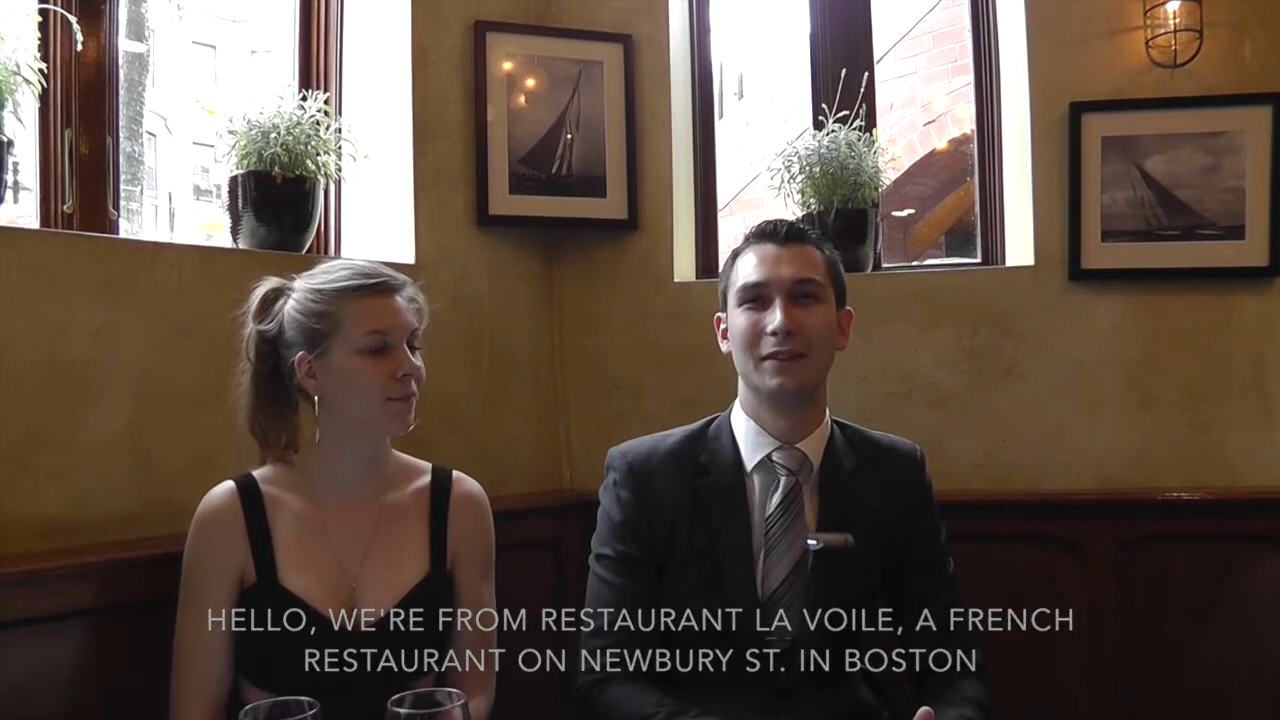 HELLO, WE'RE FROM RESTAURANT LA VOILE, A FRENCH
RESTAURANT ON NEWBURY ST. IN BOSTON